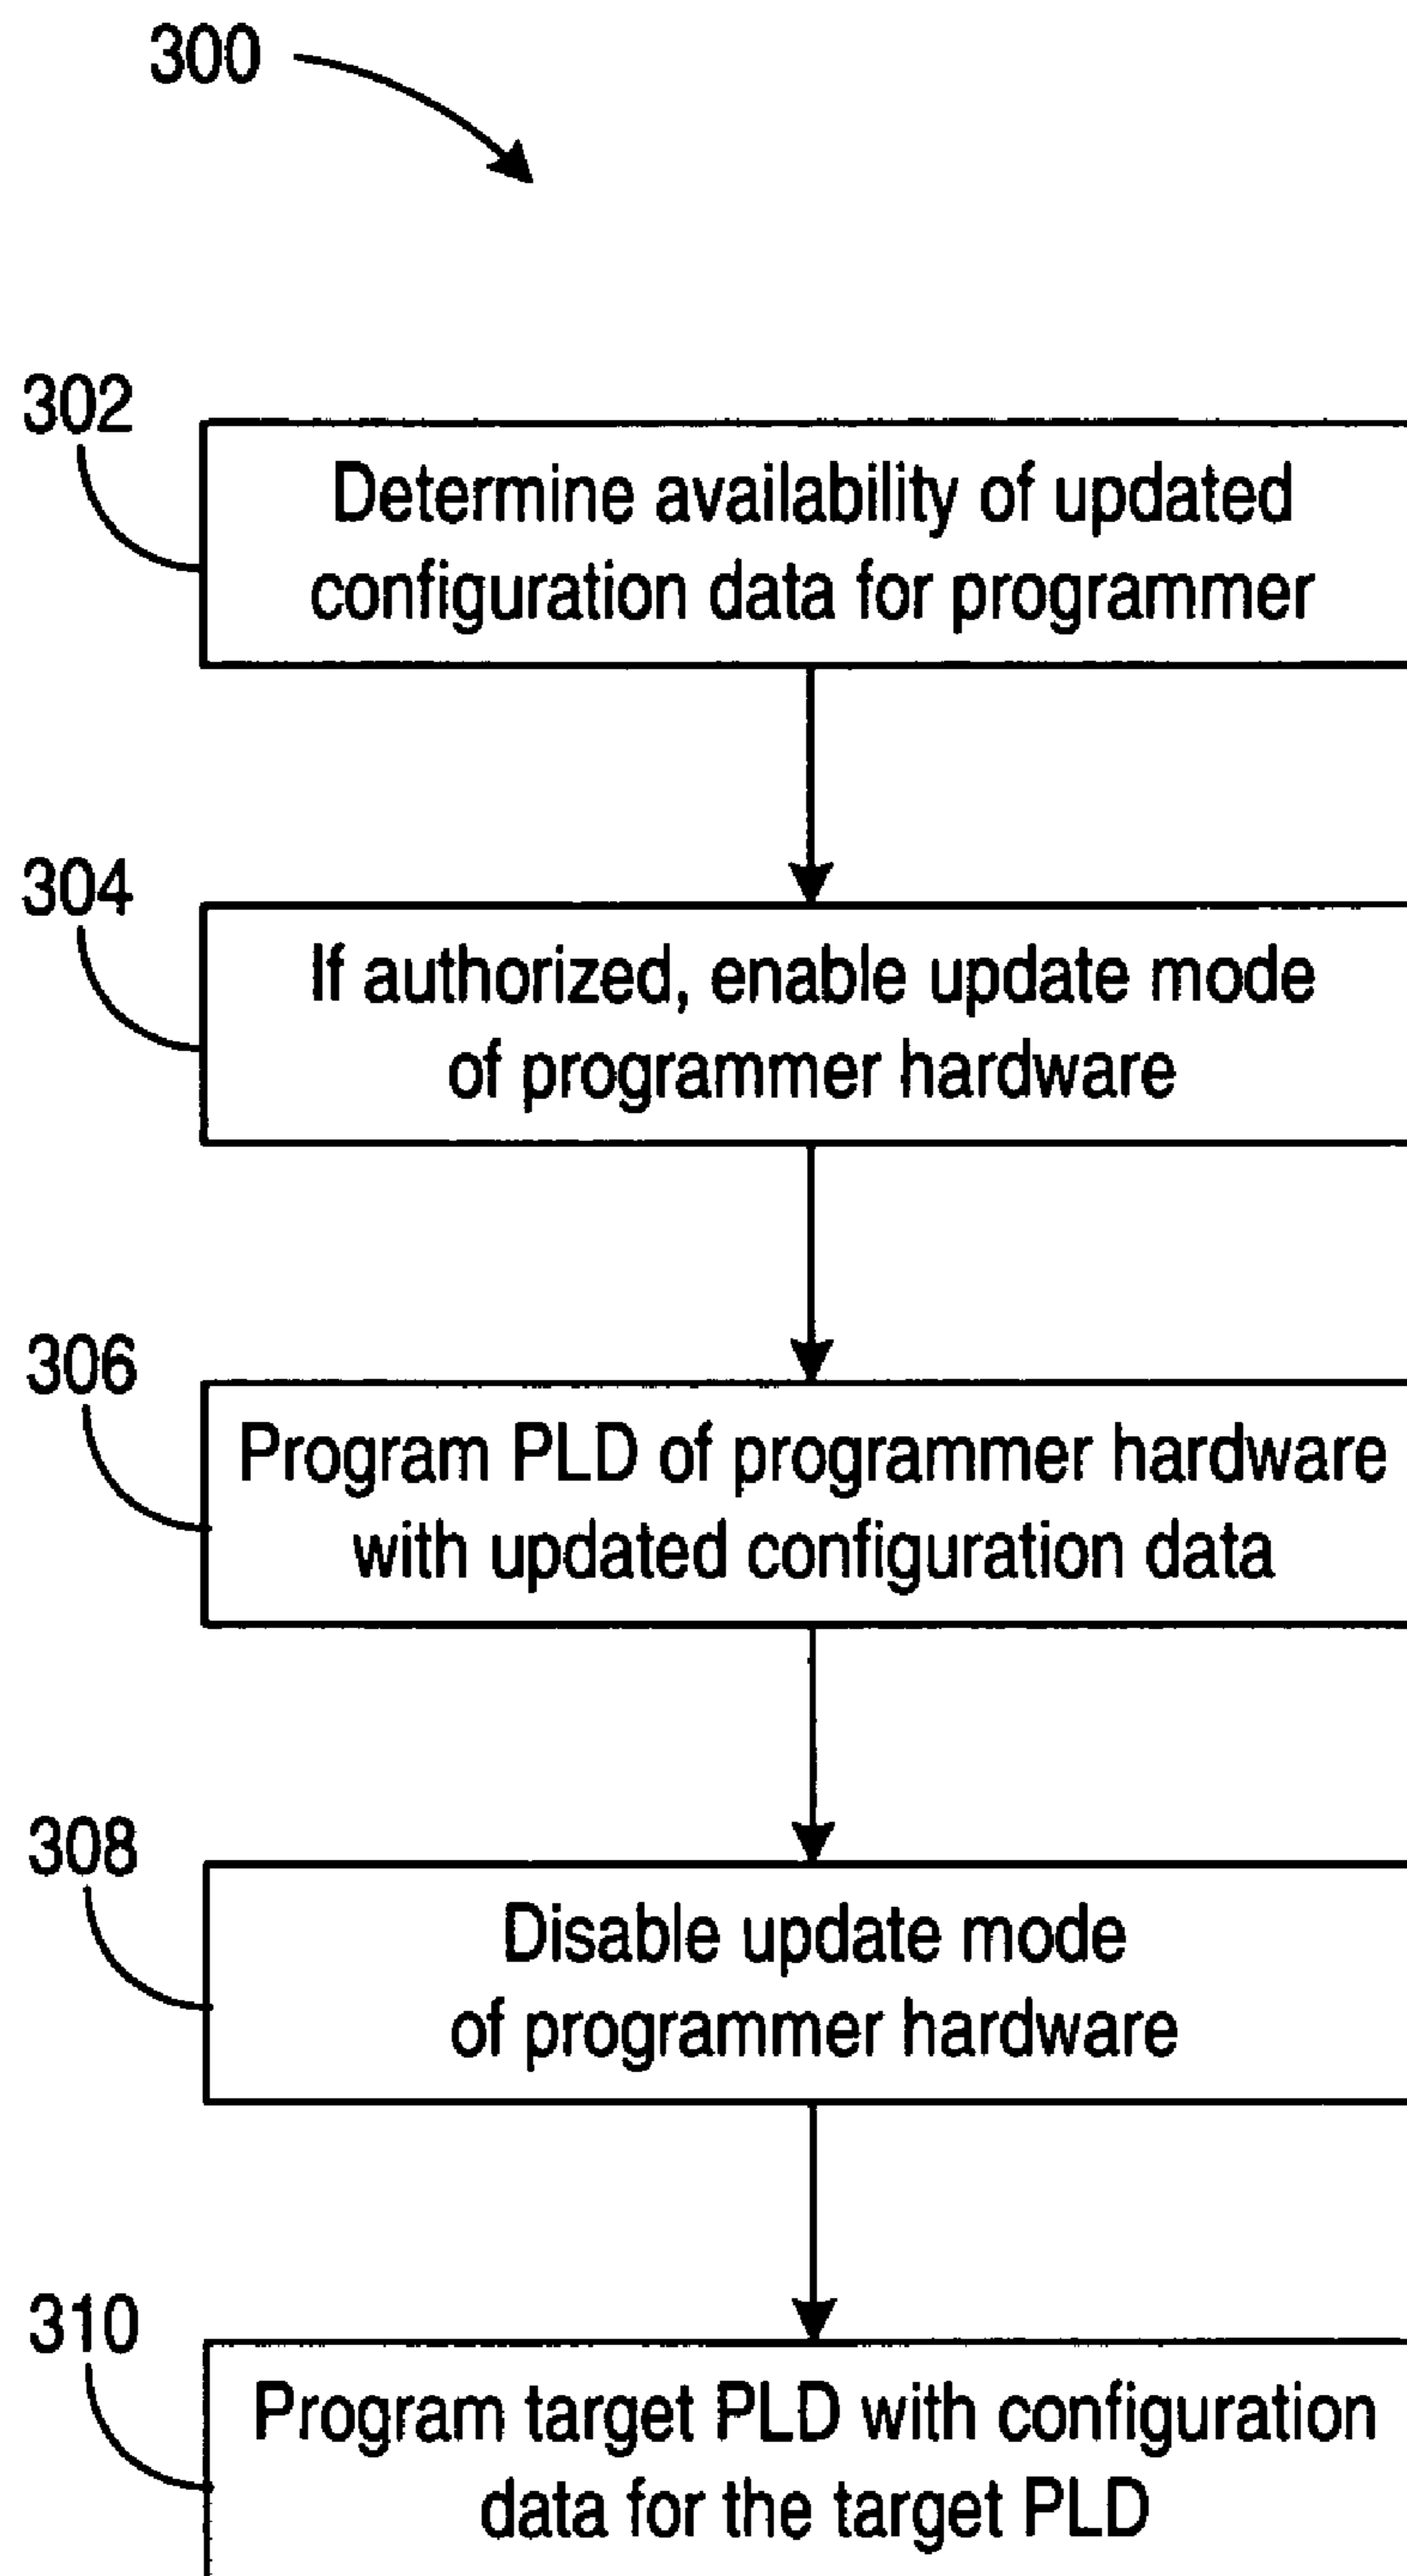 300
302
Determine availability of updated
configuration data for programmer
304
If authorized, enable update mode
of programmer hardware
306
Program PLD of programmer hardware
with updated configuration data
308
Disable update mode
of programmer hardware
310
Program target PLD with configuration
data for the target PLD